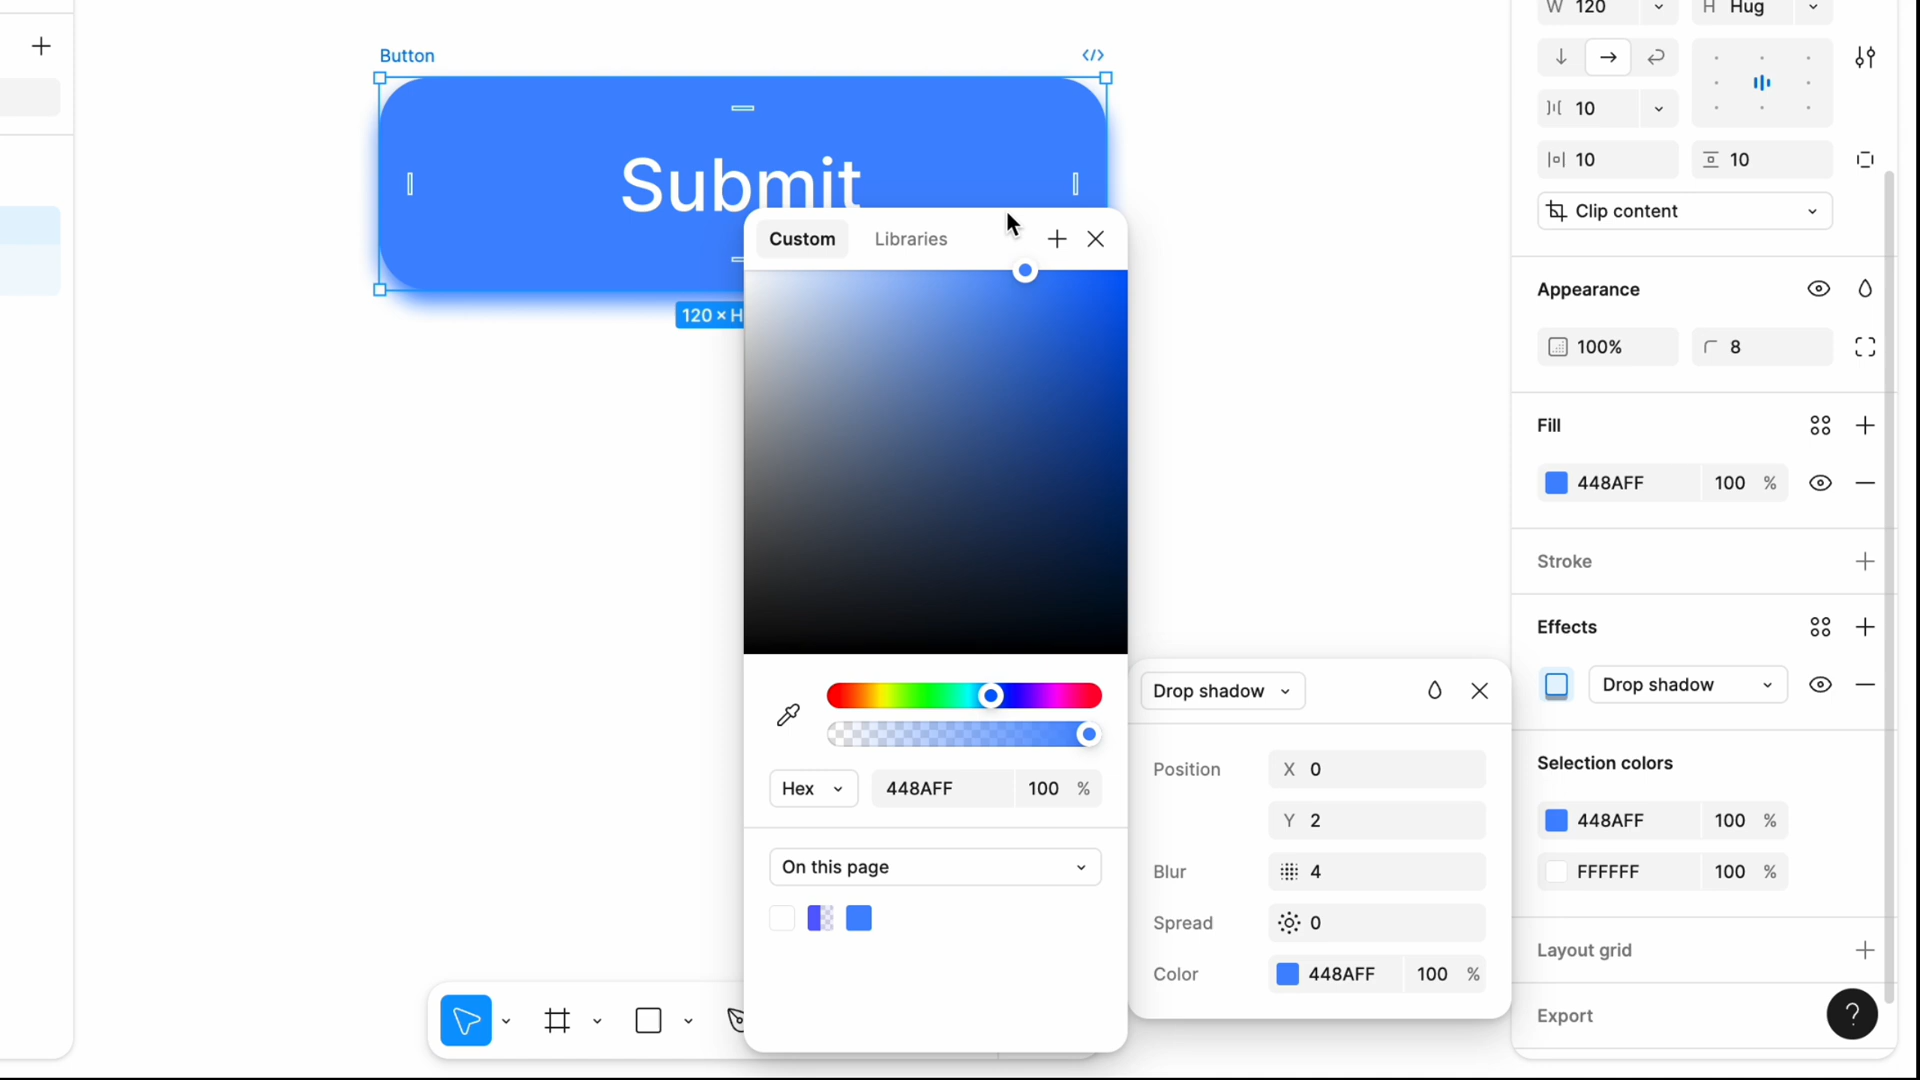 W 120
H Hug
Button
</>
Submit
120 × H
10
10
10
Clip content
Custom
Libraries
Appearance
100%
8
Fill
448AFF 100 %
Stroke
Effects
Drop shadow
Selection colors
448AFF 100 %
FFFFFF 100 %
Layout grid
Export
?
Hex
448AFF 100 %
On this page
Drop shadow
Position
X 0
Y 2
Blur
4
Spread
0
Color
448AFF 100 %